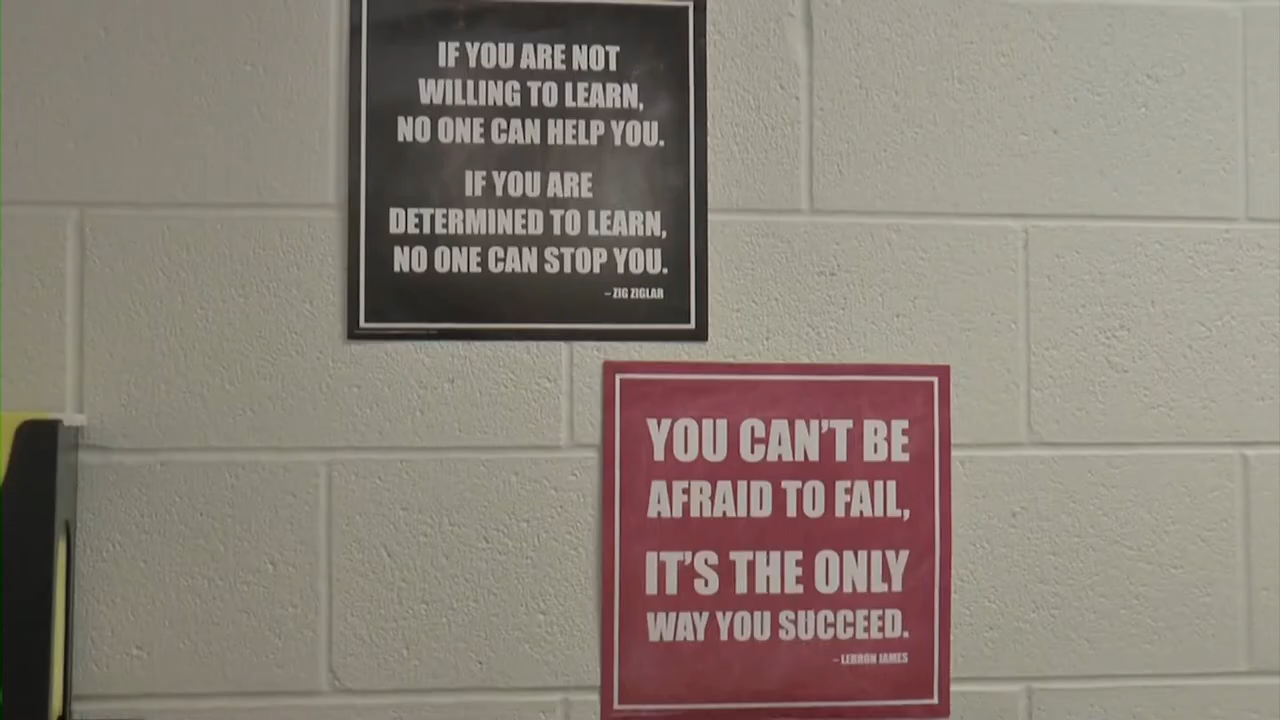 IF YOU ARE NOT
WILLING TO LEARN,
NO ONE CAN HELP YOU.
IF YOU ARE
DETERMINED TO LEARN,
NO ONE CAN STOP YOU.
– ZIG ZIGLAR
YOU CAN'T BE
AFRAID TO FAIL,
IT'S THE ONLY
WAY YOU SUCCEED.
– LEBRON JAMES